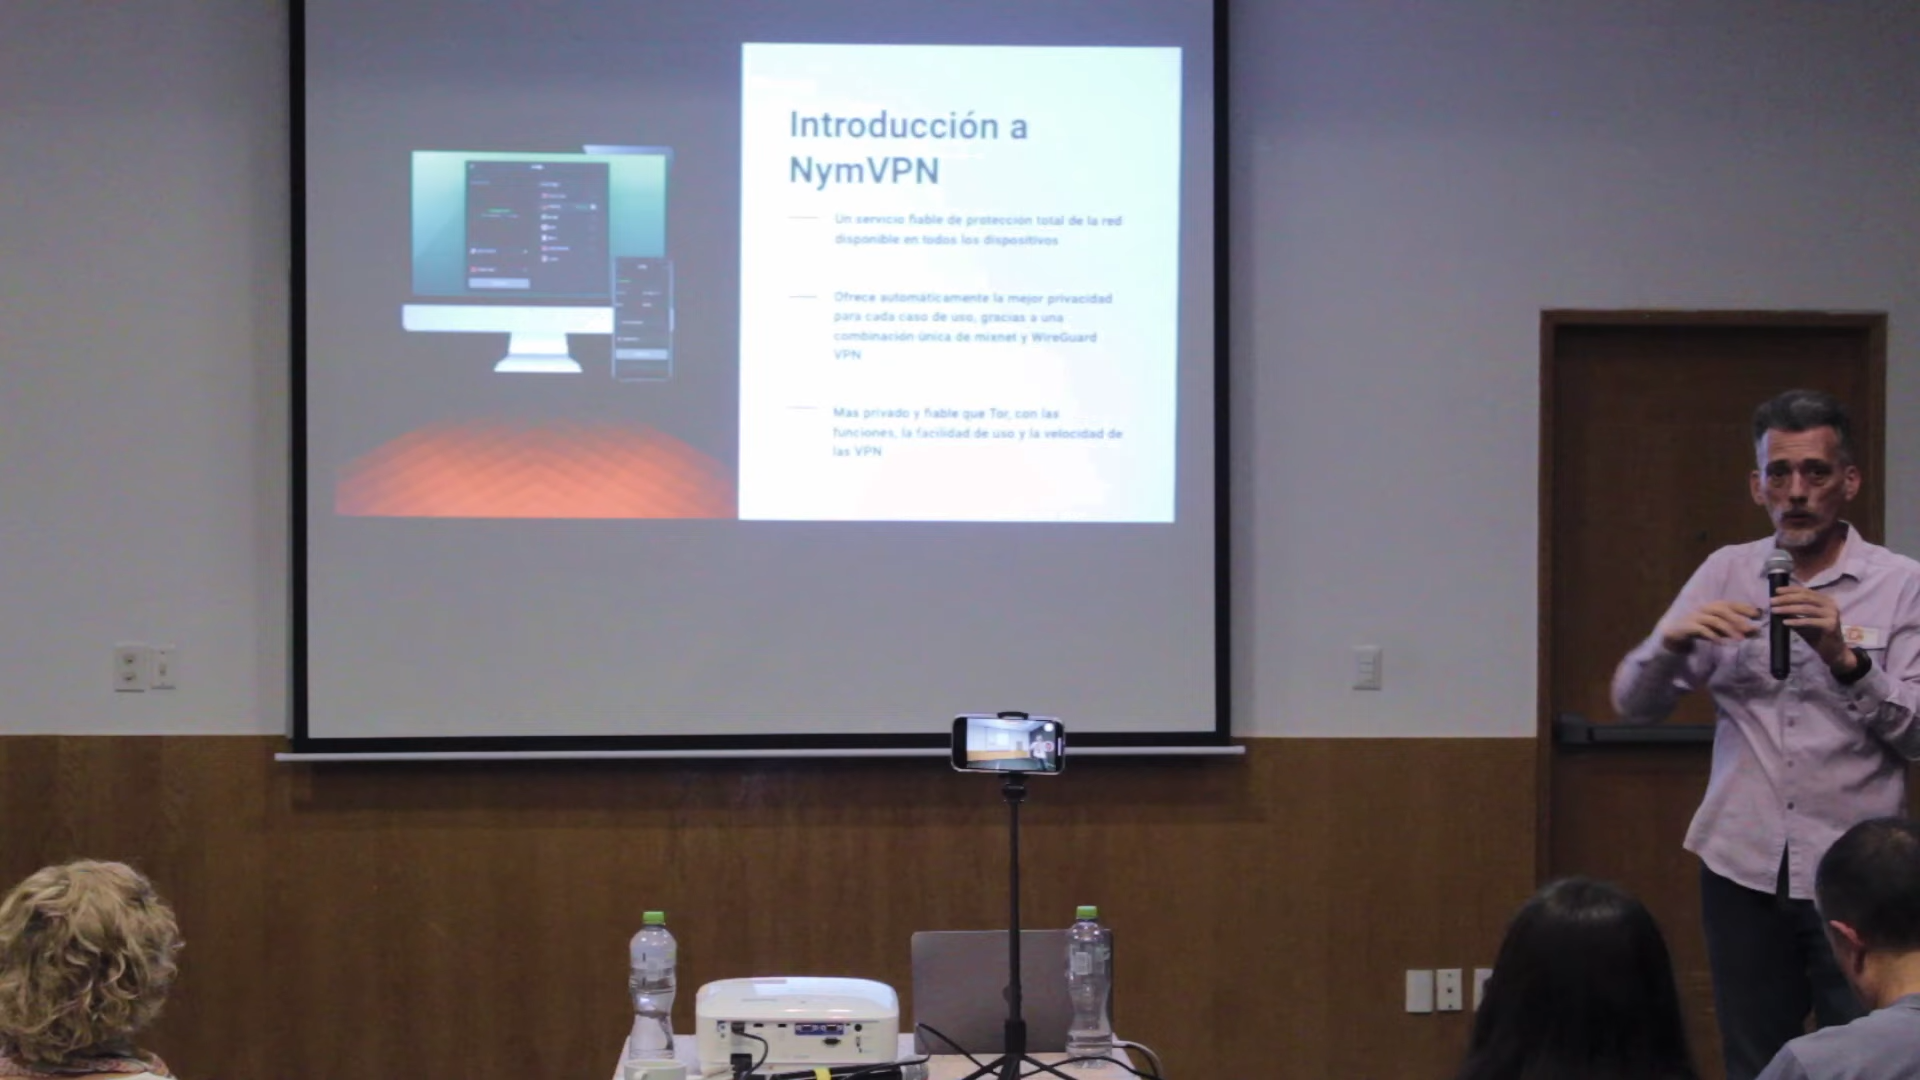 Introducción a
NymVPN
Un servicio fiable de protección total de la red
disponible en todos los dispositivos
Ofrece automáticamente la mejor privacidad
para cada caso de uso, gracias a una
combinación única de mixnet y WireGuard
VPN
Mas privado y fiable que Tor, con las
funciones, la facilidad de uso y la velocidad de
las VPN